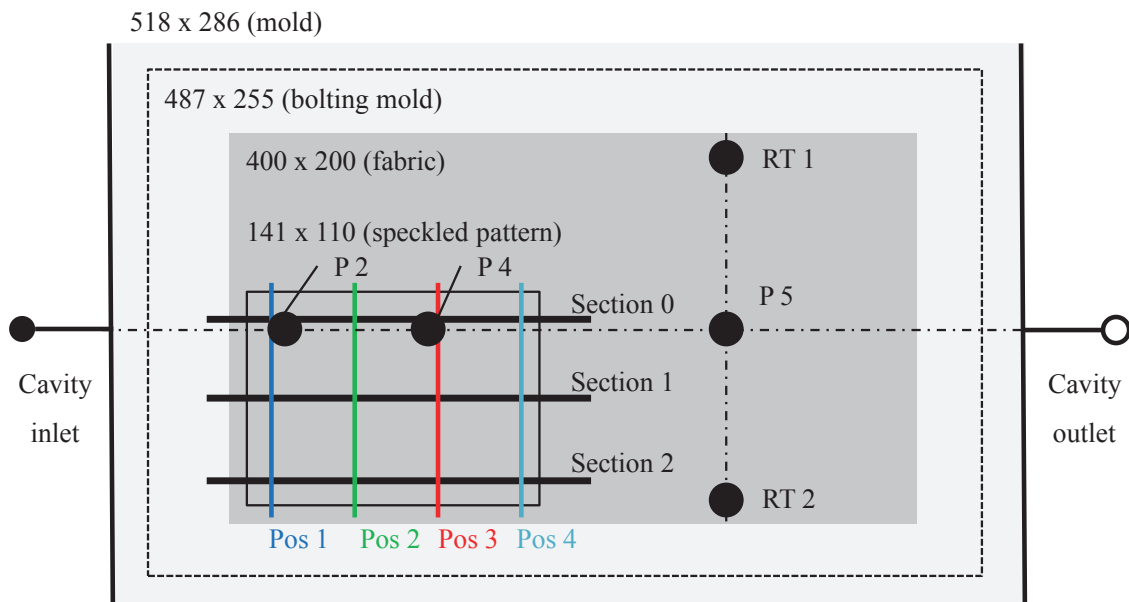 518 x 286 (mold)
487 x 255 (bolting mold)
400 x 200 (fabric)
RT 1
141 x 110 (speckled pattern)
P 2
P 4
P 5
Section 0
Cavity
inlet
Section 1
Cavity
outlet
Section 2
RT 2
Pos 1
Pos 2
Pos 3
Pos 4